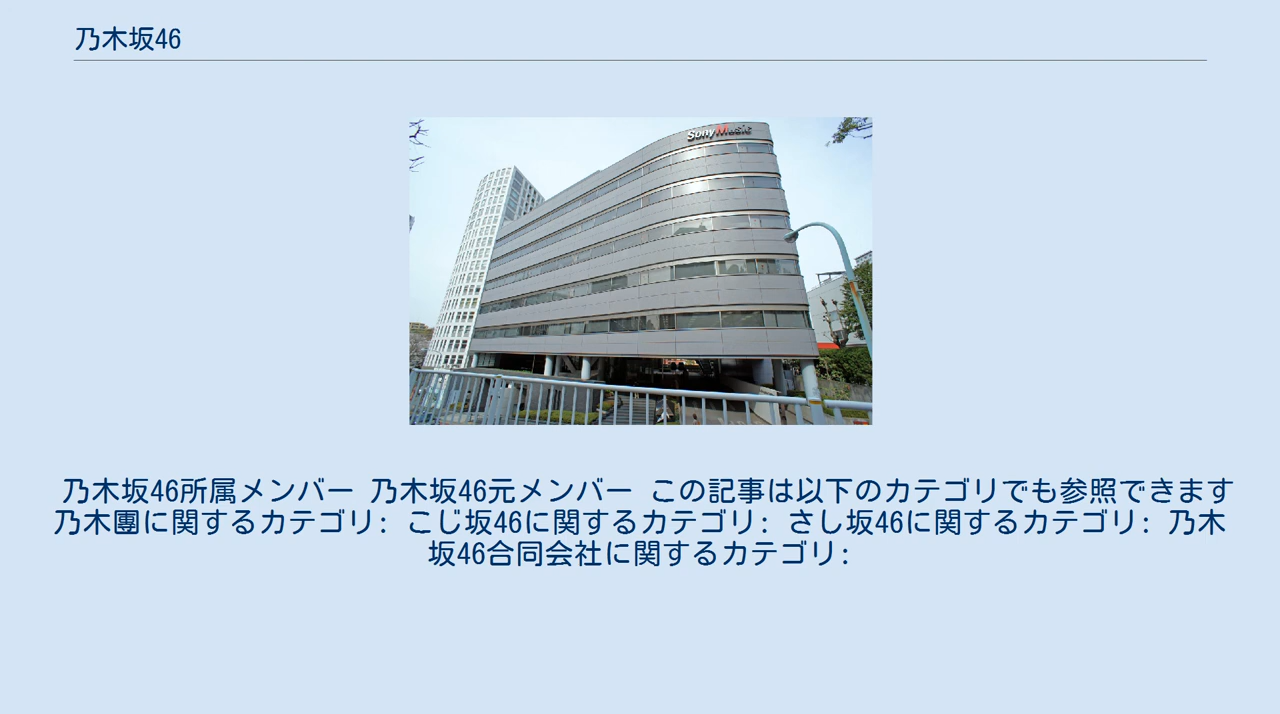 乃木坂46
Sony Music
乃木坂46所属メンバー 乃木坂46元メンバー この記事は以下のカテゴリでも参照できます
乃木團に関するカテゴリ: こじ坂46に関するカテゴリ: さし坂46に関するカテゴリ: 乃木
坂46合同会社に関するカテゴリ: